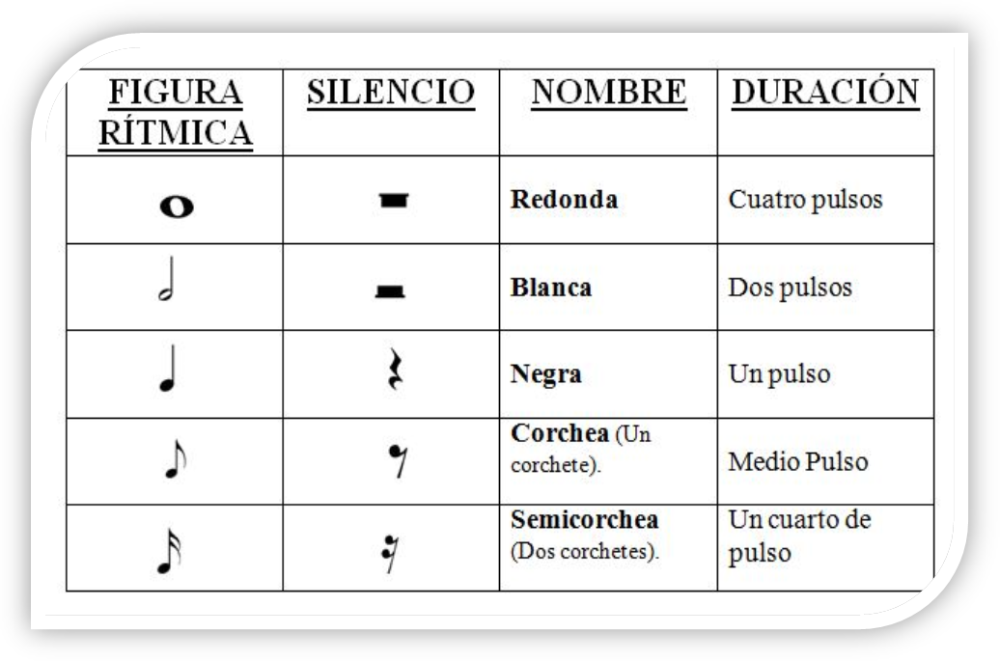 FIGURA
RÍTMICA
SILENCIO
NOMBRE
DURACIÓN
Redonda
Cuatro pulsos
Blanca
Dos pulsos
Negra
Un pulso
Corchea (Un
corchete).
Medio Pulso
Semicorchea
(Dos corchetes).
Un cuarto de
pulso